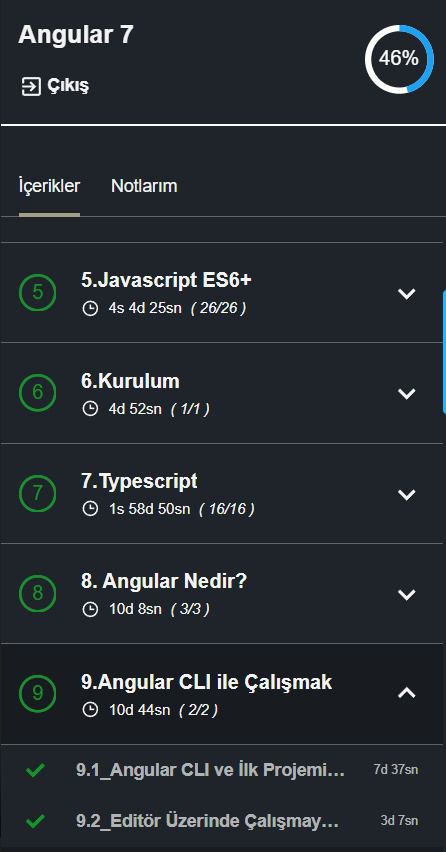 Angular 7
46%
Çıkış
İçerikler Notlarım
5 5.Javascript ES6+
4s 4d 25sn ( 26/26 )
6 6.Kurulum
4d 52sn ( 1/1 )
7 7.Typescript
1s 58d 50sn ( 16/16 )
8 8. Angular Nedir?
10d 8sn ( 3/3 )
9 9.Angular CLI ile Çalışmak
10d 44sn ( 2/2 )
9.1_Angular CLI ve İlk Projemi... 7d 37sn
9.2_Editör Üzerinde Çalışmay... 3d 7sn